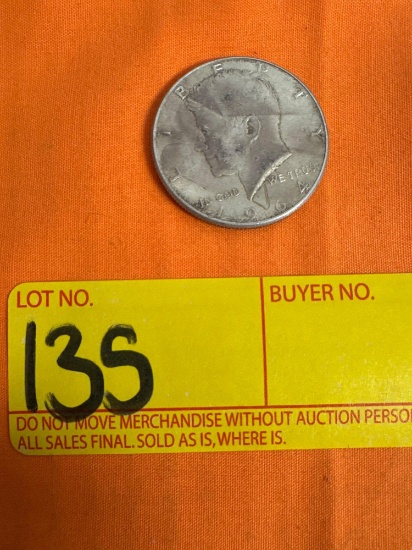 LIBERTY
IN GOD WE TRUST
1964
LOT NO.
BUYER NO.
135
DO NOT MOVE MERCHANDISE WITHOUT AUCTION PERSO
ALL SALES FINAL. SOLD AS IS, WHERE IS.